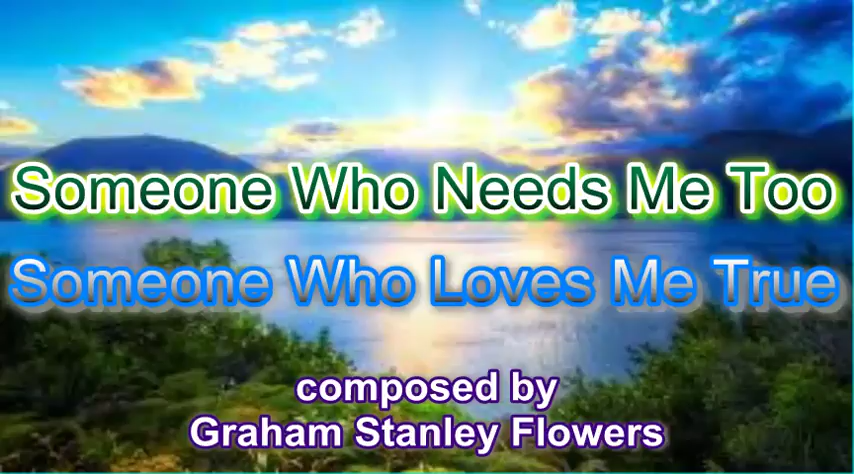 Someone Who Needs Me Too
Someone Who Loves Me True
composed by
Graham Stanley Flowers